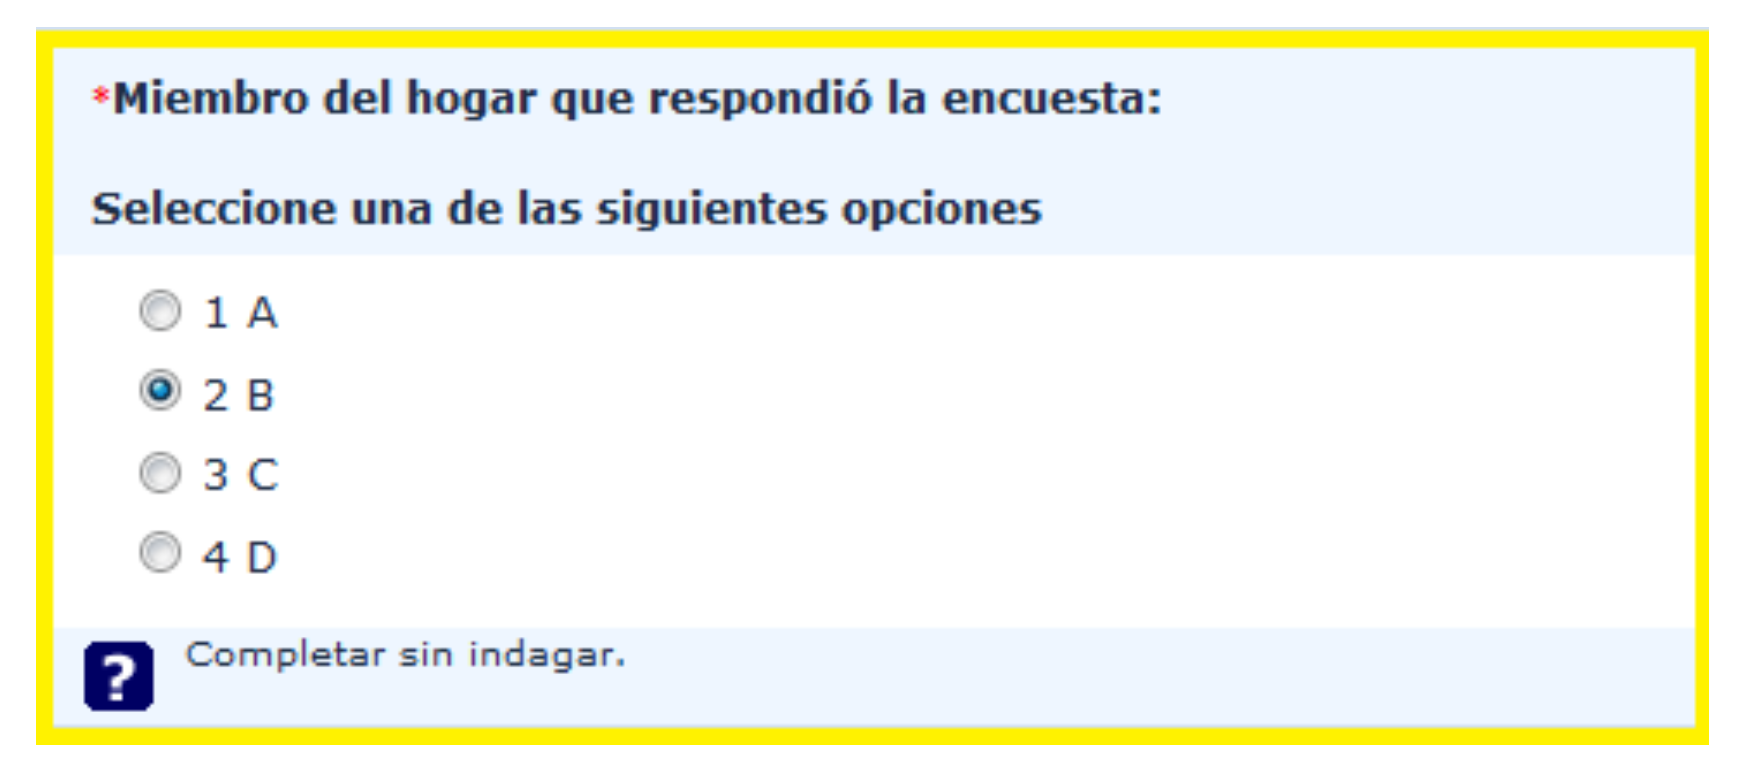 *Miembro del hogar que respondió la encuesta:
Seleccione una de las siguientes opciones
1 A
2 B
3 C
4 D
? Completar sin indagar.